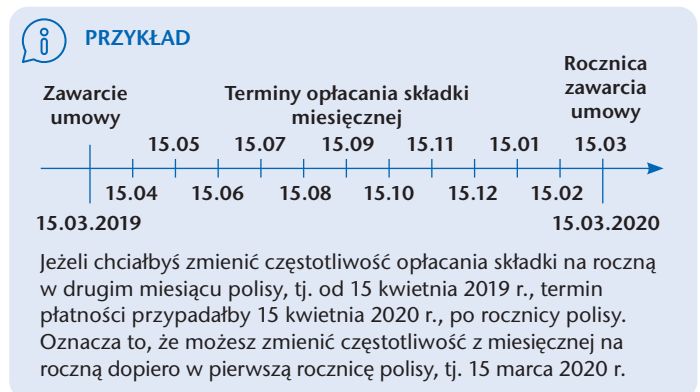 PRZYKŁAD
Zawarcie
umowy
Terminy opłacania składki
miesięcznej
Rocznica
zawarcia
umowy
15.05 15.07 15.09 15.11 15.01 15.03
15.04 15.06 15.08 15.10 15.12 15.02
15.03.2019 15.03.2020
Jeżeli chciałbyś zmienić częstotliwość opłacania składki na roczną
w drugim miesiącu polisy, tj. od 15 kwietnia 2019 r., termin
płatności przypadałby 15 kwietnia 2020 r., po rocznicy polisy.
Oznacza to, że możesz zmienić częstotliwość z miesięcznej na
roczną dopiero w pierwszą rocznicę polisy, tj. 15 marca 2020 r.